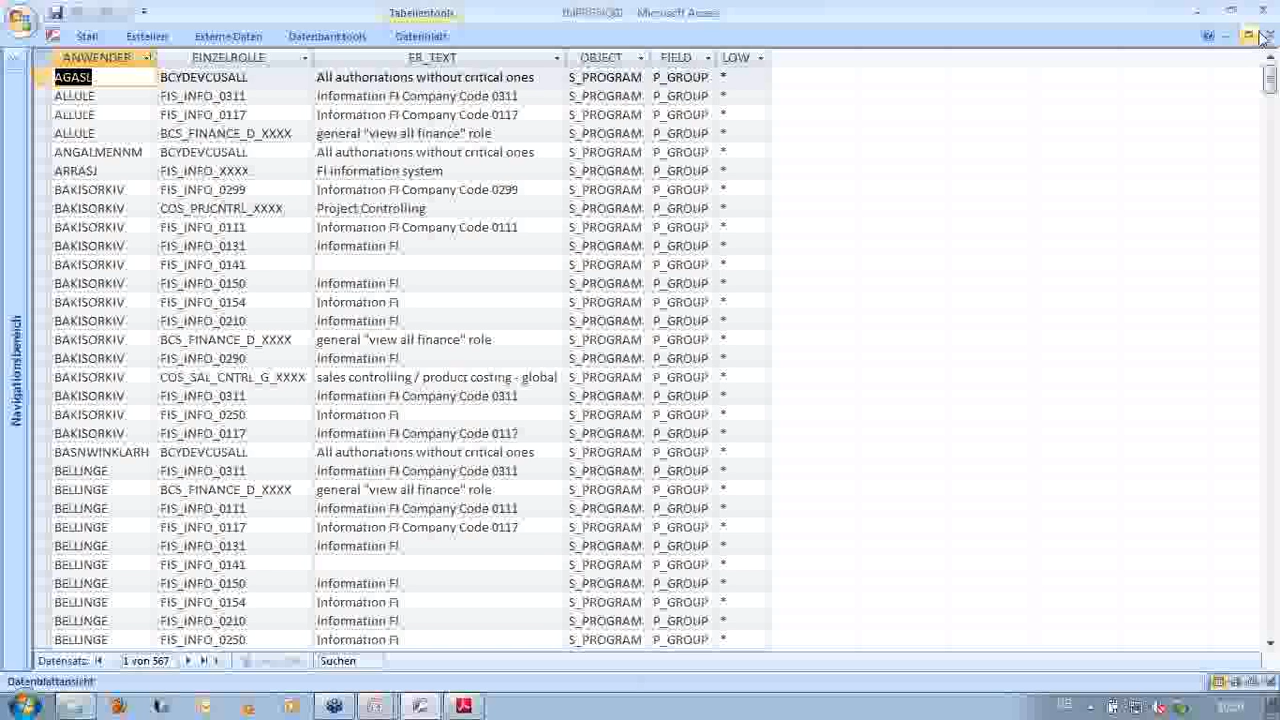 Tabellentools
Microsoft Access
Start Erstellen Externe Daten Datenbanktools Datenblatt
ANWENDER EINZELROLLE ER_TEXT OBJECT FIELD LOW
AGASL BCYDEVCUSALL All authoriations without critical ones S_PROGRAM P_GROUP *
ALLULE FIS_INFO_0311 Information FI Company Code 0311 S_PROGRAM P_GROUP *
ALLULE FIS_INFO_0117 Information FI Company Code 0117 S_PROGRAM P_GROUP *
ALLULE BCS_FINANCE_D_XXXX general "view all finance" role S_PROGRAM P_GROUP *
ANGALMENNM BCYDEVCUSALL All authoriations without critical ones S_PROGRAM P_GROUP *
ARRASJ FIS_INFO_XXXX FI information system S_PROGRAM P_GROUP *
BAKISORKIV FIS_INFO_0299 Information FI Company Code 0299 S_PROGRAM P_GROUP *
BAKISORKIV COS_PRJCNTRL_XXXX Project Controlling S_PROGRAM P_GROUP *
BAKISORKIV FIS_INFO_0111 Information FI Company Code 0111 S_PROGRAM P_GROUP *
BAKISORKIV FIS_INFO_0131 Information FI S_PROGRAM P_GROUP *
BAKISORKIV FIS_INFO_0141 S_PROGRAM P_GROUP *
BAKISORKIV FIS_INFO_0150 Information FI S_PROGRAM P_GROUP *
BAKISORKIV FIS_INFO_0154 Information FI S_PROGRAM P_GROUP *
BAKISORKIV FIS_INFO_0210 Information FI S_PROGRAM P_GROUP *
BAKISORKIV BCS_FINANCE_D_XXXX general "view all finance" role S_PROGRAM P_GROUP *
BAKISORKIV FIS_INFO_0290 Information FI S_PROGRAM P_GROUP *
BAKISORKIV COS_SAL_CNTRL_G_XXXX sales controlling / product costing - global S_PROGRAM P_GROUP *
BAKISORKIV FIS_INFO_0311 Information FI Company Code 0311 S_PROGRAM P_GROUP *
BAKISORKIV FIS_INFO_0250 Information FI S_PROGRAM P_GROUP *
BAKISORKIV FIS_INFO_0117 Information FI Company Code 0117 S_PROGRAM P_GROUP *
BASNWINKLARH BCYDEVCUSALL All authoriations without critical ones S_PROGRAM P_GROUP *
BELLINGE FIS_INFO_0311 Information FI Company Code 0311 S_PROGRAM P_GROUP *
BELLINGE BCS_FINANCE_D_XXXX general "view all finance" role S_PROGRAM P_GROUP *
BELLINGE FIS_INFO_0111 Information FI Company Code 0111 S_PROGRAM P_GROUP *
BELLINGE FIS_INFO_0117 Information FI Company Code 0117 S_PROGRAM P_GROUP *
BELLINGE FIS_INFO_0131 Information FI S_PROGRAM P_GROUP *
BELLINGE FIS_INFO_0141 S_PROGRAM P_GROUP *
BELLINGE FIS_INFO_0150 Information FI S_PROGRAM P_GROUP *
BELLINGE FIS_INFO_0154 Information FI S_PROGRAM P_GROUP *
BELLINGE FIS_INFO_0210 Information FI S_PROGRAM P_GROUP *
BELLINGE FIS_INFO_0250 Information FI S_PROGRAM P_GROUP *
Navigationsbereich
Datensatz: 1 von 567 Suchen
Datenblattansicht